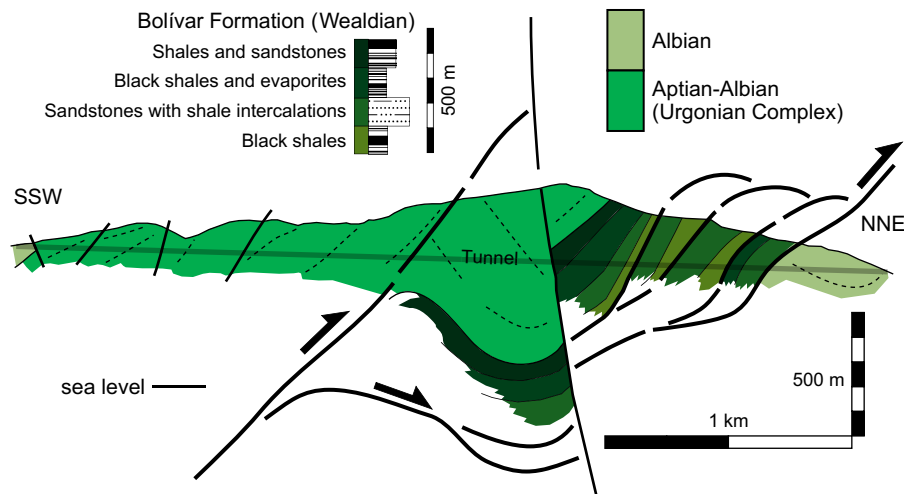 Bolívar Formation (Wealdian)
Shales and sandstones
Black shales and evaporites
Sandstones with shale intercalations
Black shales
500 m
Albian
Aptian-Albian
(Urgonian Complex)
SSW
NNE
Tunnel
sea level
500 m
1 km